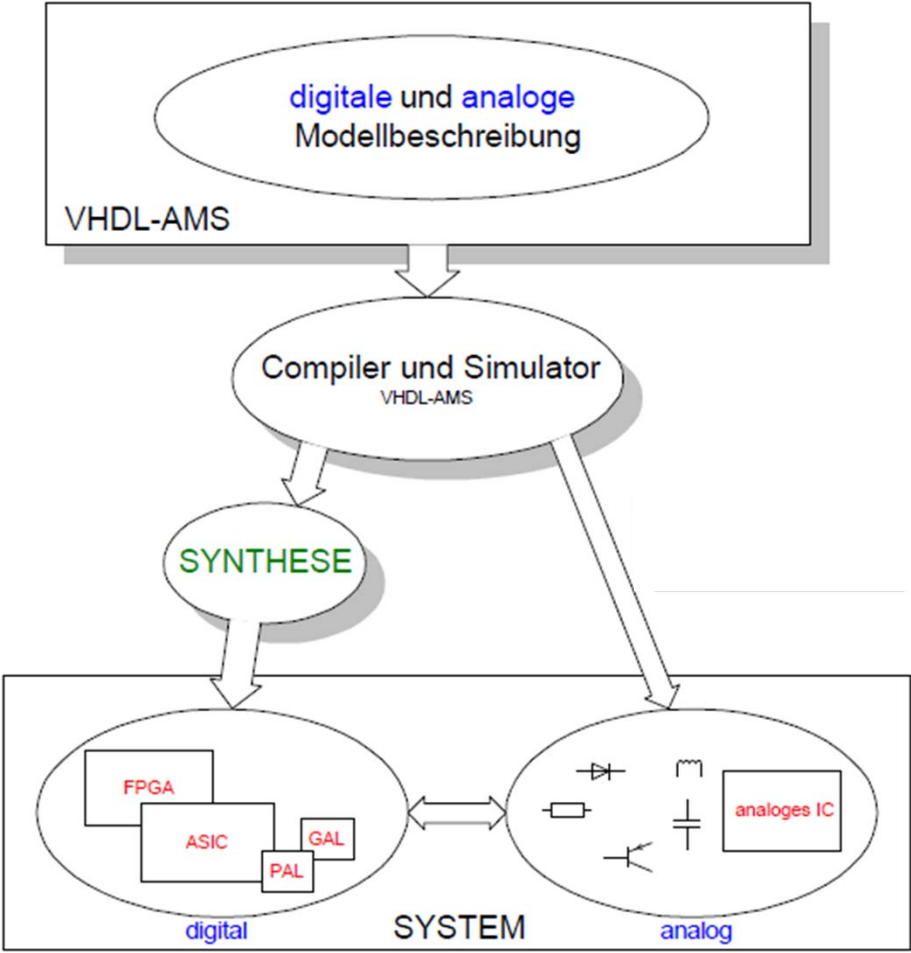 digitale und analoge
Modellbeschreibung
VHDL-AMS
Compiler und Simulator
VHDL-AMS
SYNTHESE
FPGA
ASIC
GAL
PAL
analoges IC
digital
SYSTEM
analog